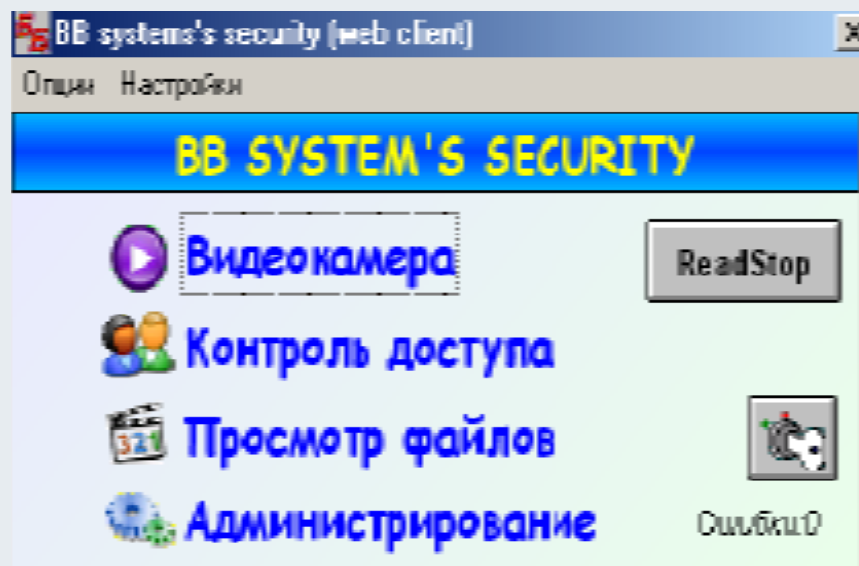 BB systems's security (web client)
Опции Настройки
BB SYSTEM'S SECURITY
Видеокамера
ReadStop
Контроль доступа
321
Просмотр файлов
Администрирование
Ошибки:0